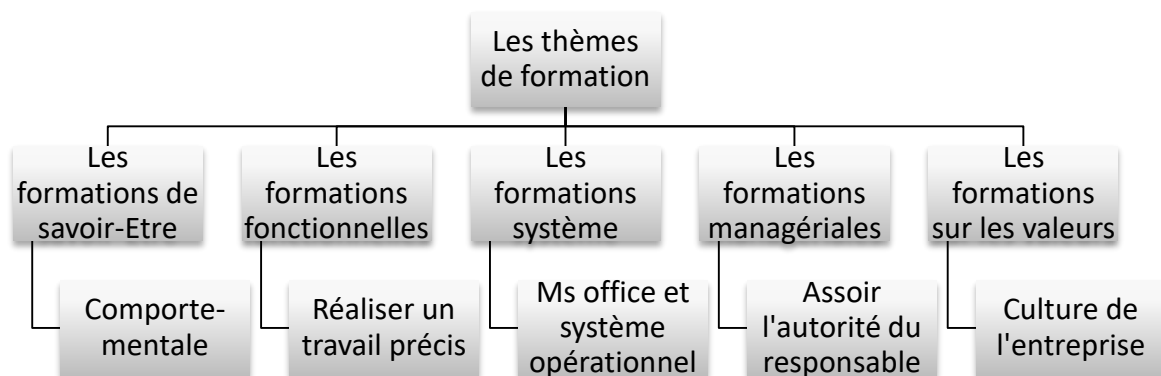 Les thèmes
de formation
Les
formations de
savoir-Etre
Les
formations
fonctionnelles
Les
formations
système
Les
formations
managériales
Les
formations
sur les valeurs
Comporte-
mentale
Réaliser un
travail précis
Ms office et
système
opérationnel
Assoir
l'autorité du
responsable
Culture de
l'entreprise